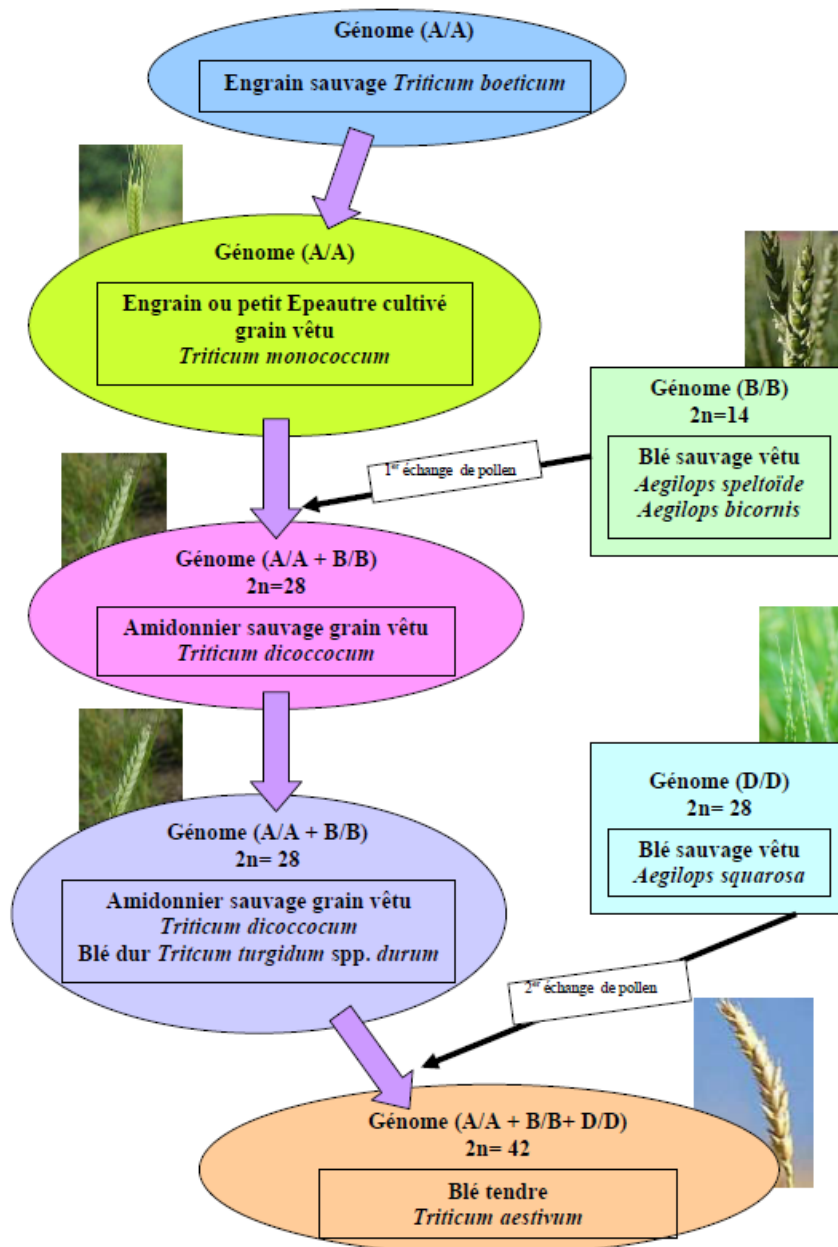 Génome (A/A)
Engrain sauvage Triticum boeticum
Génome (A/A)
Engrain ou petit Epeautre cultivé
grain vêtu
Triticum monococcum
Génome (B/B)
2n=14
Blé sauvage vêtu
Aegilops speltoïde
Aegilops bicornis
1er échange de pollen
Génome (A/A + B/B)
2n=28
Amidonnier sauvage grain vêtu
Triticum dicoccocum
Génome (D/D)
2n= 28
Blé sauvage vêtu
Aegilops squarosa
Génome (A/A + B/B)
2n= 28
Amidonnier sauvage grain vêtu
Triticum dicoccocum
Blé dur Tritcum turgidum spp. durum
2er échange de pollen
Génome (A/A + B/B+ D/D)
2n= 42
Blé tendre
Triticum aestivum